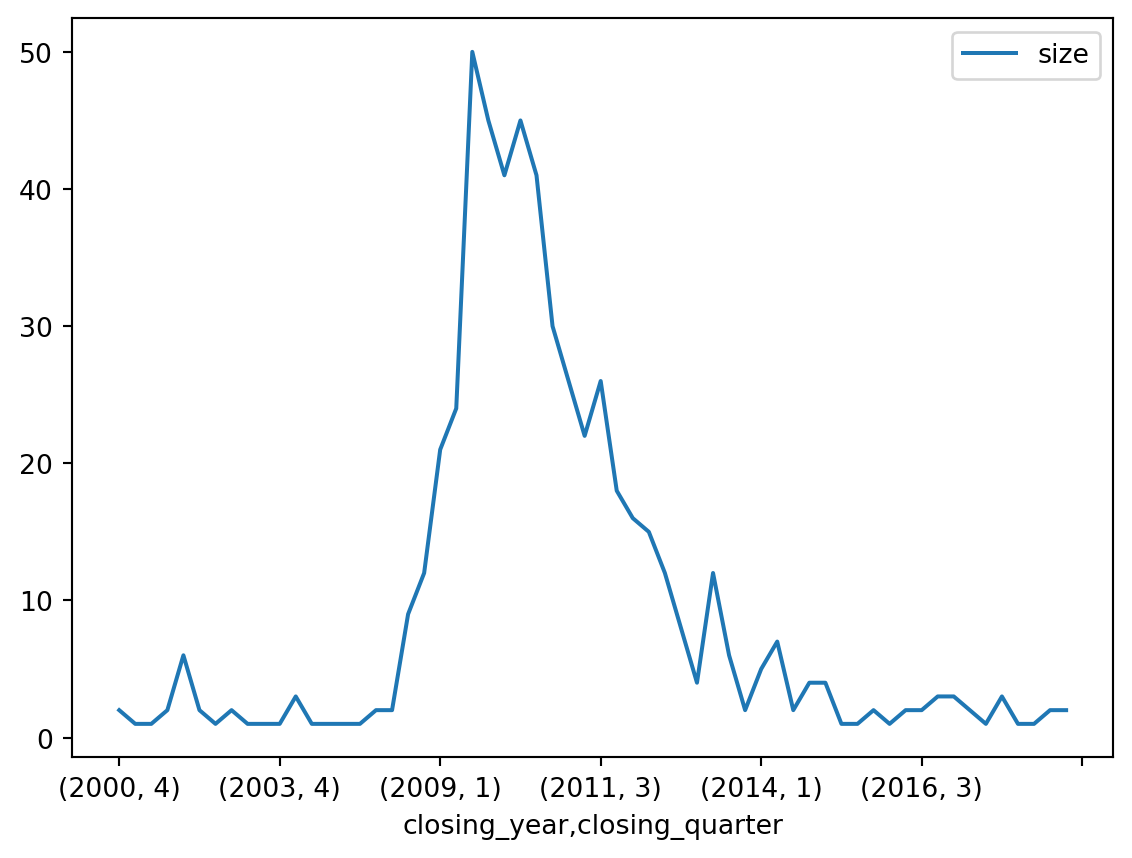 size
50
40
30
20
10
0
(2000, 4) (2003, 4) (2009, 1) (2011, 3) (2014, 1) (2016, 3)
closing_year,closing_quarter